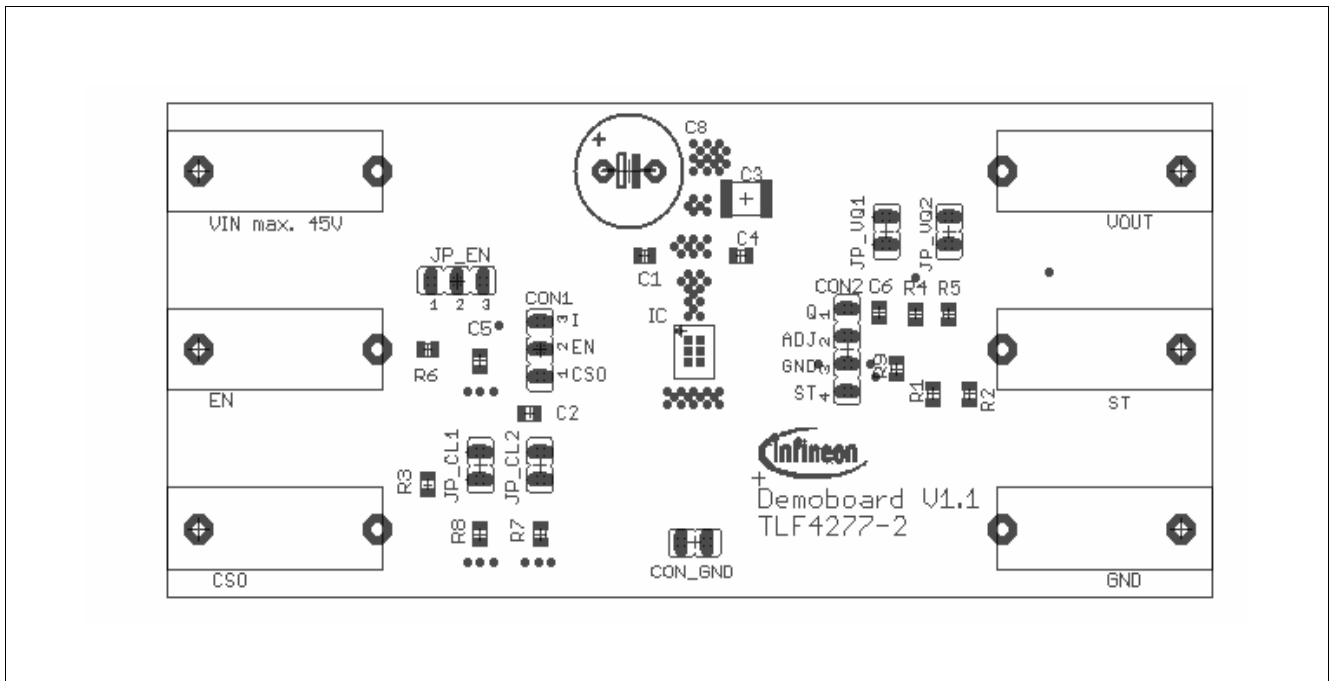 C8
C3
VIN max. 45V
JP_VQ1
JP_VQ2
VOUT
JP_EN
1 2 3
C1
C4
CON1
3 I
2 EN
1 CSO
C5
R6
C2
IC
CON2
Q 1
ADJ 2
GND 3
ST 4
C6
R4
R5
R9
R1
R2
EN
ST
JP_CL1
JP_CL2
R3
R8
R7
infineon
Demoboard V1.1
TLF4277-2
CON_GND
CSO
GND